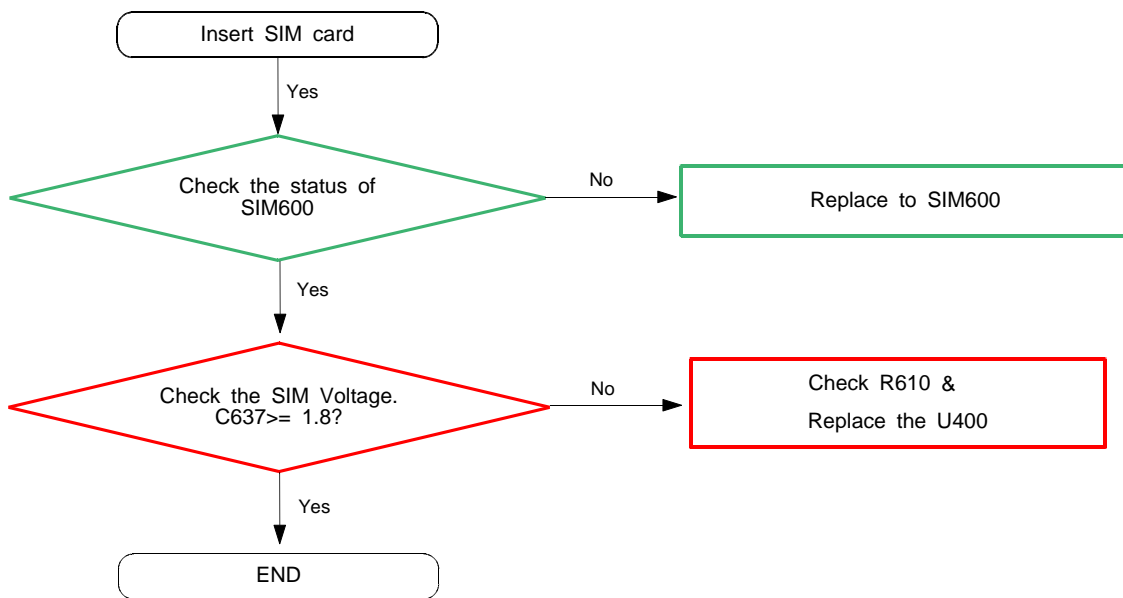 Insert SIM card
Yes
Check the status of
SIM600
No
Replace to SIM600
Yes
Check the SIM Voltage.
C637>= 1.8?
No
Check R610 &
Replace the U400
Yes
END